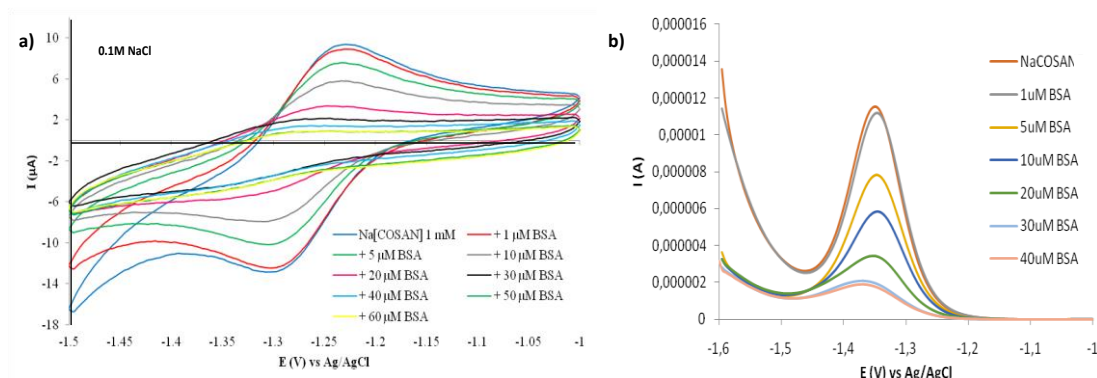 a)
0.1M NaCl
10
6
2
-2
-6
-10
-14
-18
I (µA)
-1.5 -1.45 -1.4 -1.35 -1.3 -1.25 -1.2 -1.15 -1.1 -1.05 -1
E (V) vs Ag/AgCl
Na[COSAN] 1 mM + 1 µM BSA
+ 5 µM BSA + 10 µM BSA
+ 20 µM BSA + 30 µM BSA
+ 40 µM BSA + 50 µM BSA
+ 60 µM BSA
b)
0,000016
0,000014
0,000012
0,00001
0,000008
0,000006
0,000004
0,000002
0
I (A)
-1,6 -1,5 -1,4 -1,3 -1,2 -1,1 -1
E (V) vs Ag/AgCl
NaCOSAN
1uM BSA
5uM BSA
10uM BSA
20uM BSA
30uM BSA
40uM BSA